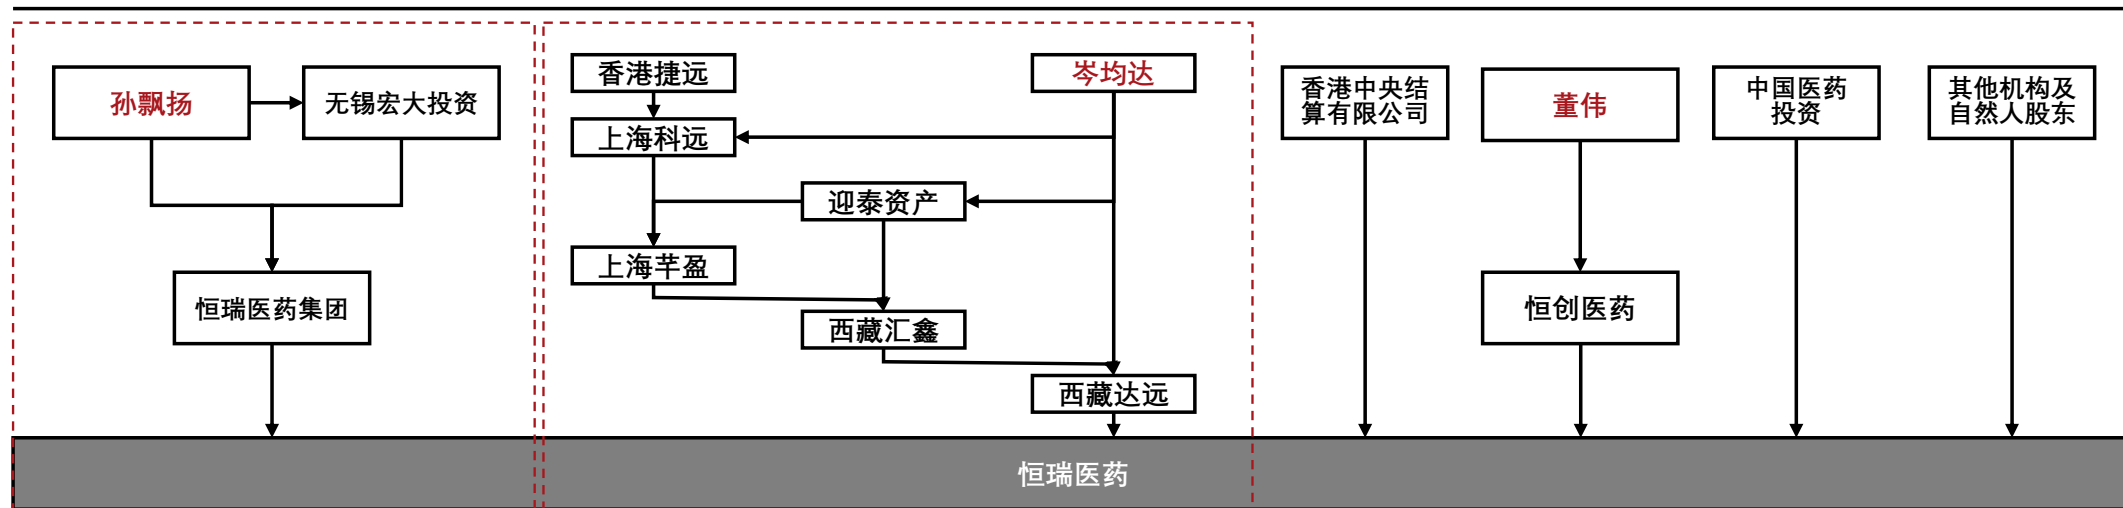 孙飘扬
无锡宏大投资
恒瑞医药集团
香港捷远
岑均达
上海科远
迎泰资产
上海芊盈
西藏汇鑫
西藏达远
香港中央结
算有限公司
董伟
恒创医药
中国医药
投资
其他机构及
自然人股东
恒瑞医药